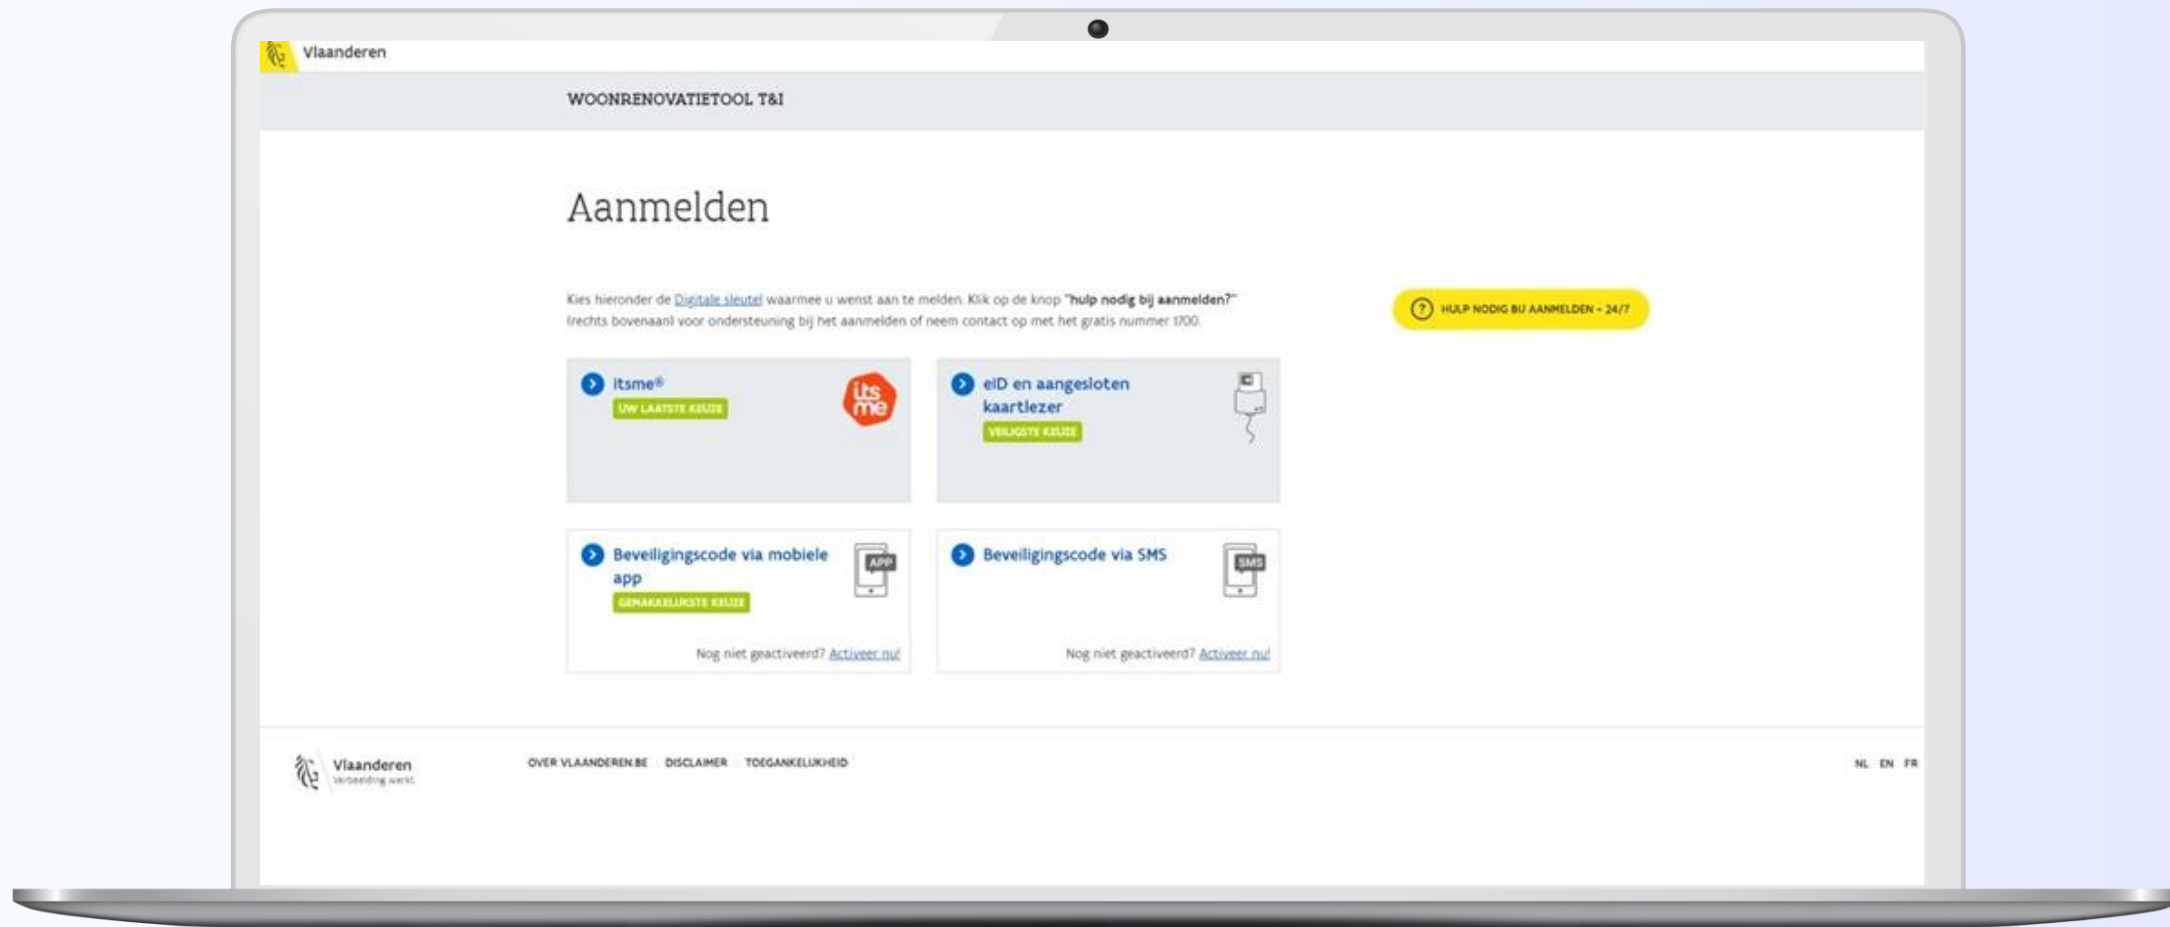 Vlaanderen
WOONRENOVATIETOOL T&I
Aanmelden
Kies hieronder de Digitale sleutel waarmee u wenst aan te melden. Klik op de knop "hulp nodig bij aanmelden?"
(rechts bovenaan) voor ondersteuning bij het aanmelden of neem contact op met het gratis nummer 1700.
HULP NODIG BIJ AANMELDEN - 24/7
itsme®
UW LAATSTE KEUZE
its
me
eID en aangesloten
kaartlezer
VEILIGSTE KEUZE
Beveiligingscode via mobiele
app
GEMAKKELIJKSTE KEUZE
APP
Nog niet geactiveerd? Activeer nu!
Beveiligingscode via SMS
SMS
Nog niet geactiveerd? Activeer nu!
Vlaanderen
verbeelding werkt
OVER VLAANDEREN.BE DISCLAIMER TOEGANKELIJKHEID
NL EN FR